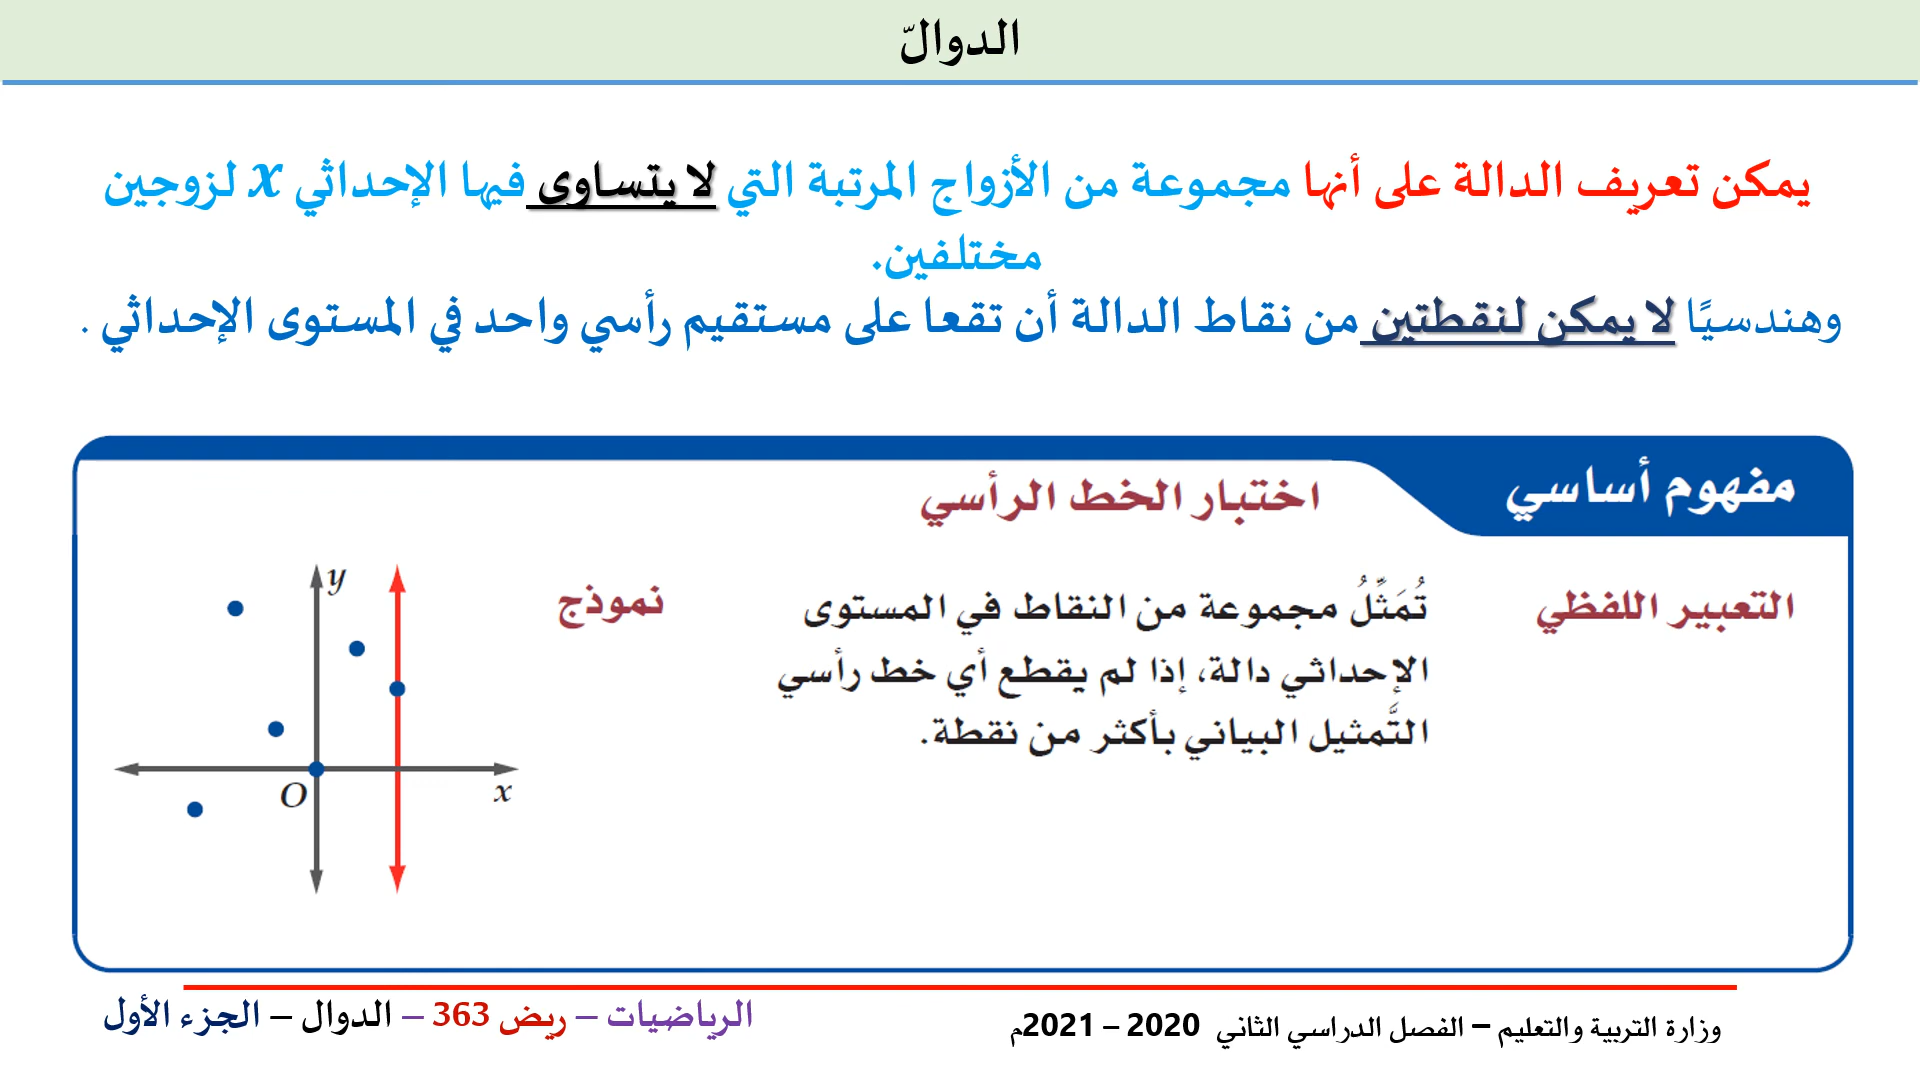 الدوالّ
يمكن تعريف الدالة على أنها مجموعة من الأزواج المرتبة التي لا يتساوى فيها الإحداثي x لزوجين
مختلفين.
وهندسيًا لا يمكن لنقطتين من نقاط الدالة أن تقعا على مستقيم رأسي واحد في المستوى الإحداثي .
مفهوم أساسي
اختبار الخط الرأسي
التعبير اللفظي
تُمَثِّلُ مجموعة من النقاط في المستوى
الإحداثي دالة، إذا لم يقطع أي خط رأسي
التَّمثيل البياني بأكثر من نقطة.
نموذج
y
O
x
وزارة التربية والتعليم – الفصل الدراسي الثاني 2020 – 2021م
الرياضيات – ريض 363 – الدوال – الجزء الأول